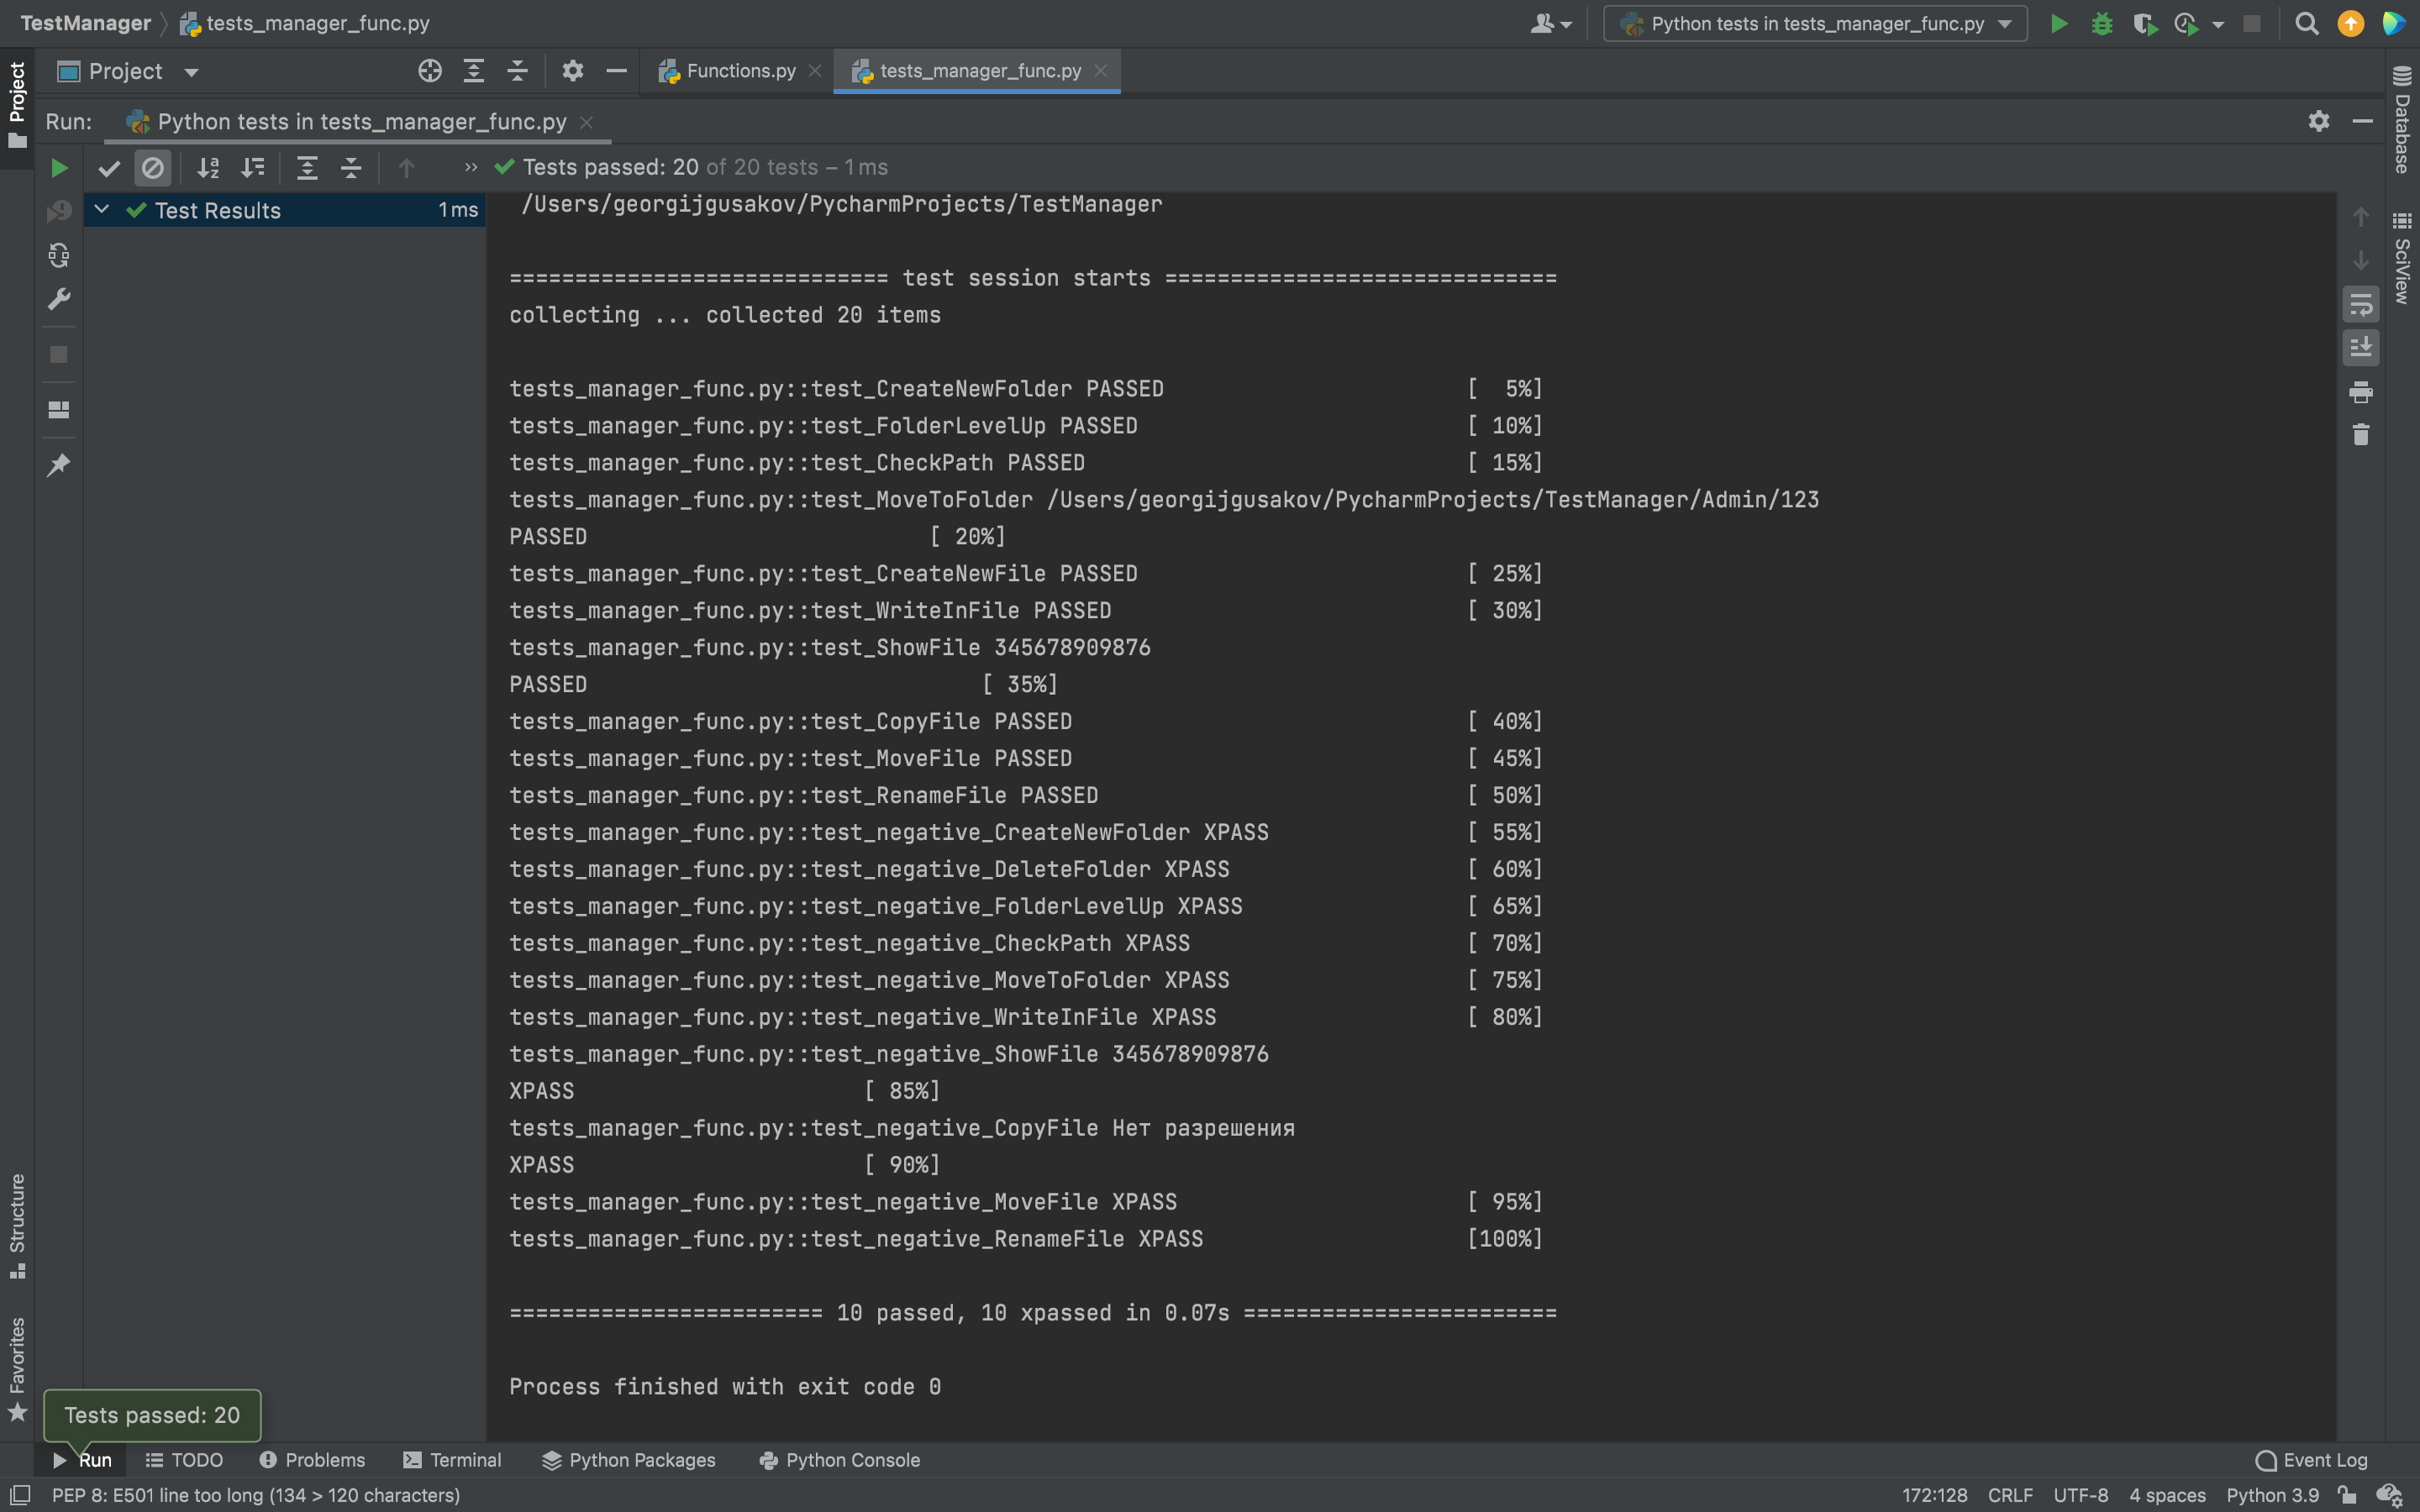 TestManager tests_manager_func.py Python tests in tests_manager_func.py
Project Functions.py tests_manager_func.py
Run: Python tests in tests_manager_func.py
Tests passed: 20 of 20 tests – 1 ms
Test Results 1 ms
/Users/georgijgusakov/PycharmProjects/TestManager
============================= test session starts ==============================
collecting ... collected 20 items
tests_manager_func.py::test_CreateNewFolder PASSED [  5%]
tests_manager_func.py::test_FolderLevelUp PASSED [ 10%]
tests_manager_func.py::test_CheckPath PASSED [ 15%]
tests_manager_func.py::test_MoveToFolder /Users/georgijgusakov/PycharmProjects/TestManager/Admin/123
PASSED [ 20%]
tests_manager_func.py::test_CreateNewFile PASSED [ 25%]
tests_manager_func.py::test_WriteInFile PASSED [ 30%]
tests_manager_func.py::test_ShowFile 345678909876
PASSED [ 35%]
tests_manager_func.py::test_CopyFile PASSED [ 40%]
tests_manager_func.py::test_MoveFile PASSED [ 45%]
tests_manager_func.py::test_RenameFile PASSED [ 50%]
tests_manager_func.py::test_negative_CreateNewFolder XPASS [ 55%]
tests_manager_func.py::test_negative_DeleteFolder XPASS [ 60%]
tests_manager_func.py::test_negative_FolderLevelUp XPASS [ 65%]
tests_manager_func.py::test_negative_CheckPath XPASS [ 70%]
tests_manager_func.py::test_negative_MoveToFolder XPASS [ 75%]
tests_manager_func.py::test_negative_WriteInFile XPASS [ 80%]
tests_manager_func.py::test_negative_ShowFile 345678909876
XPASS [ 85%]
tests_manager_func.py::test_negative_CopyFile Нет разрешения
XPASS [ 90%]
tests_manager_func.py::test_negative_MoveFile XPASS [ 95%]
tests_manager_func.py::test_negative_RenameFile XPASS [100%]
======================== 10 passed, 10 xpassed in 0.07s ========================
Process finished with exit code 0
Project
Structure
Favorites
Database
SciView
Tests passed: 20
Run TODO Problems Terminal Python Packages Python Console Event Log
PEP 8: E501 line too long (134 > 120 characters) 172:128 CRLF UTF-8 4 spaces Python 3.9